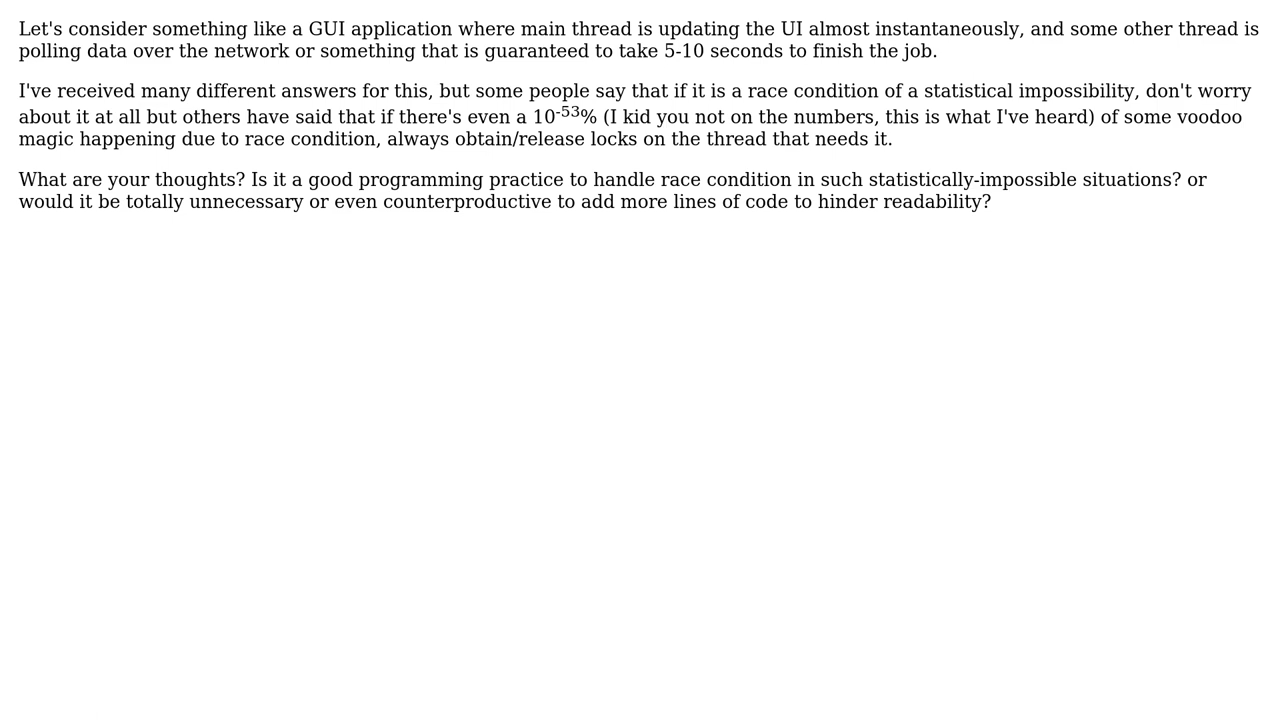 Let's consider something like a GUI application where main thread is updating the UI almost instantaneously, and some other thread is
polling data over the network or something that is guaranteed to take 5-10 seconds to finish the job.
I've received many different answers for this, but some people say that if it is a race condition of a statistical impossibility, don't worry
about it at all but others have said that if there's even a 10⁻⁵³% (I kid you not on the numbers, this is what I've heard) of some voodoo
magic happening due to race condition, always obtain/release locks on the thread that needs it.
What are your thoughts? Is it a good programming practice to handle race condition in such statistically-impossible situations? or
would it be totally unnecessary or even counterproductive to add more lines of code to hinder readability?